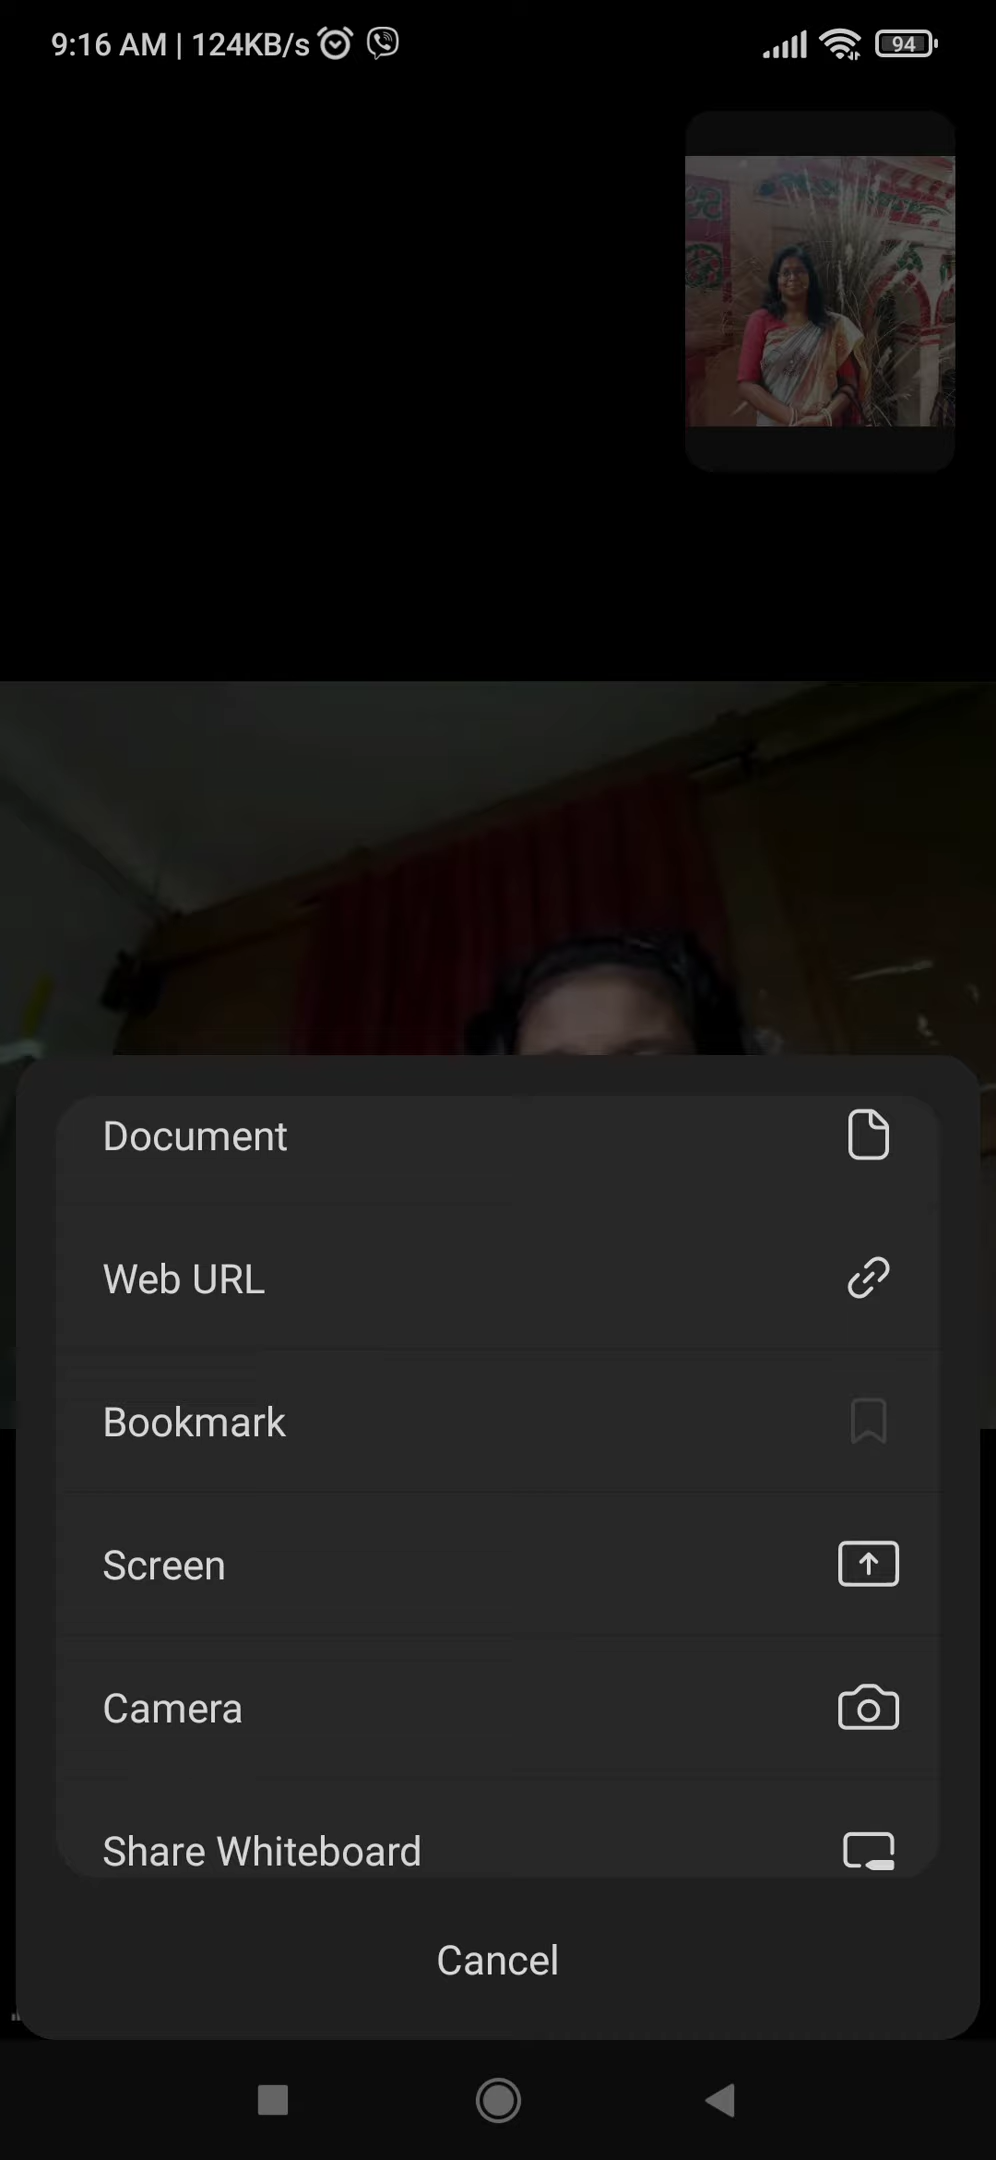 9:16 AM | 124KB/s 94
Document
Web URL
Bookmark
Screen
Camera
Share Whiteboard
Cancel